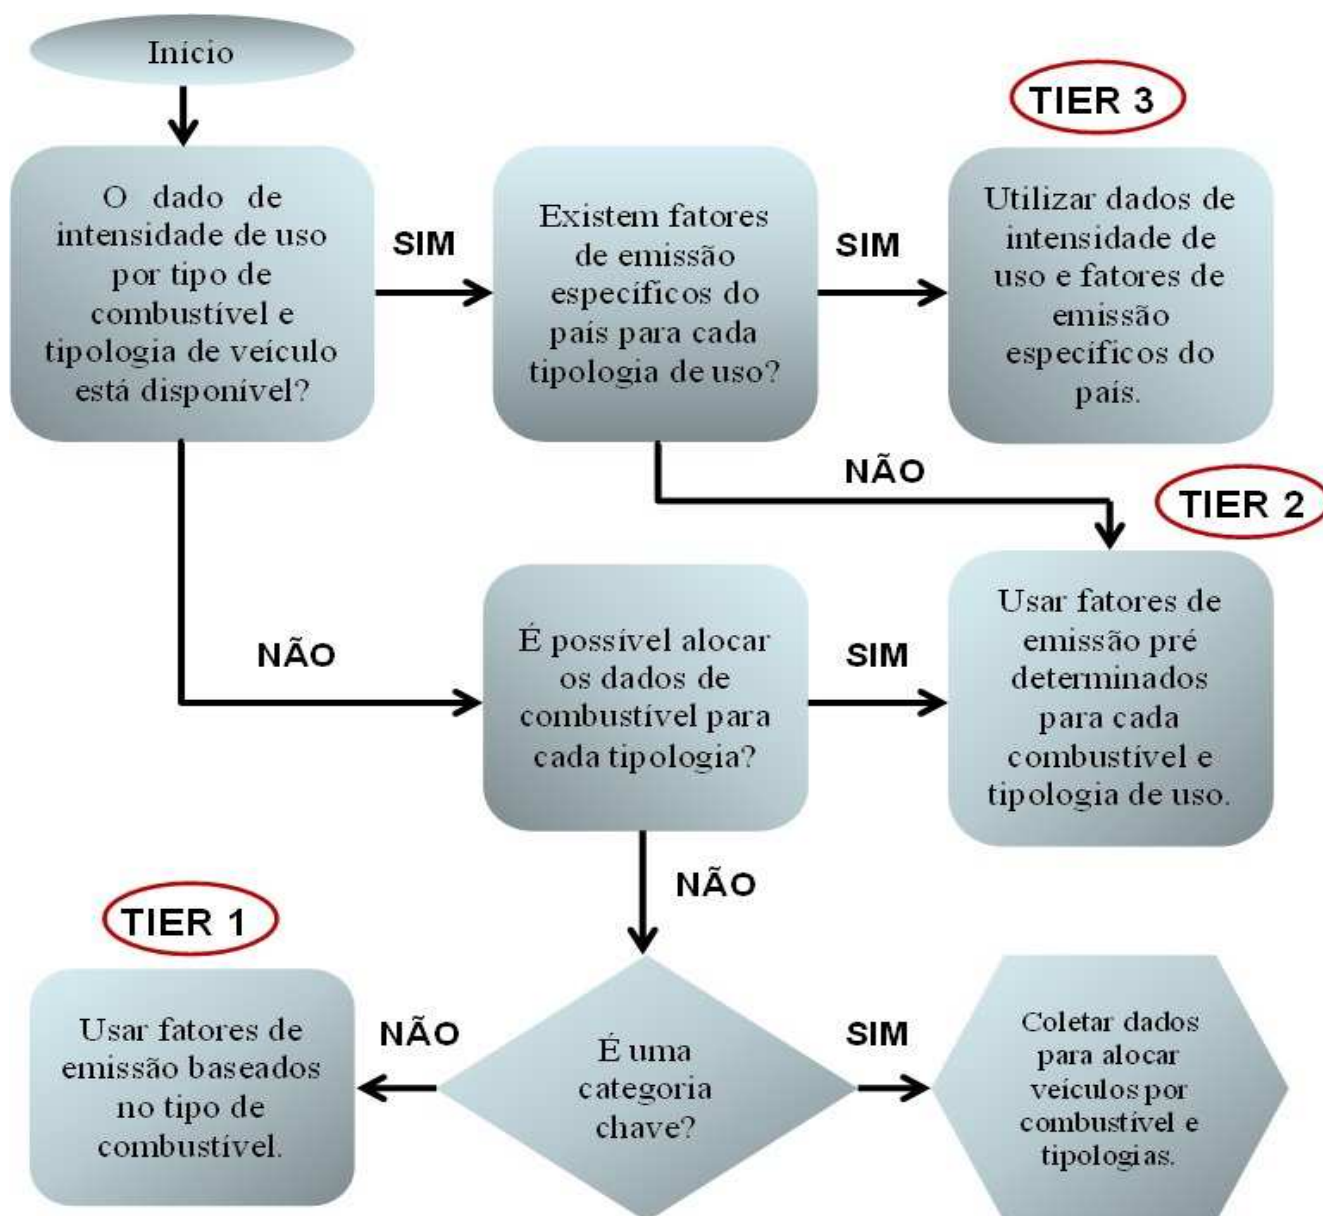 Início
TIER 3
O dado de
intensidade de uso
por tipo de
combustível e
tipologia de veículo
está disponível?
SIM
Existem fatores
de emissão
específicos do
país para cada
tipologia de uso?
SIM
Utilizar dados de
intensidade de
uso e fatores de
emissão
específicos do
país.
NÃO
TIER 2
NÃO
É possível alocar
os dados de
combustível para
cada tipologia?
SIM
Usar fatores de
emissão pré
determinados
para cada
combustível e
tipologia de uso.
NÃO
TIER 1
Usar fatores de
emissão baseados
no tipo de
combustível.
NÃO
É uma
categoria
chave?
SIM
Coletar dados
para alocar
veículos por
combustível e
tipologias.